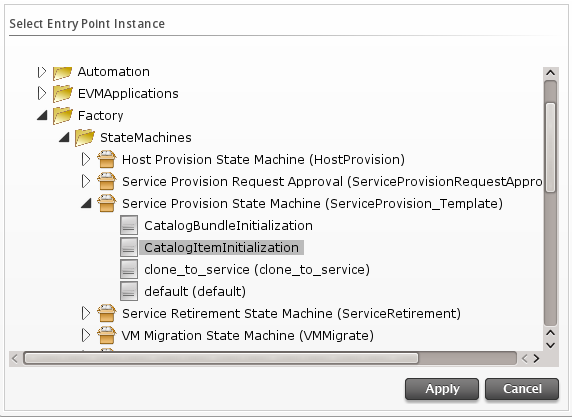 Select Entry Point Instance
Automation
EVMApplications
Factory
StateMachines
Host Provision State Machine (HostProvision)
Service Provision Request Approval (ServiceProvisionRequestAppro
Service Provision State Machine (ServiceProvision_Template)
CatalogBundleInitialization
CatalogItemInitialization
clone_to_service (clone_to_service)
default (default)
Service Retirement State Machine (ServiceRetirement)
VM Migration State Machine (VMMigrate)
Apply Cancel